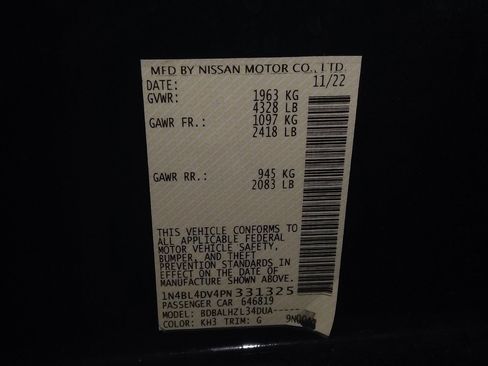 MFD BY NISSAN MOTOR CO., LTD.
DATE: 11/22
GVWR: 1963 KG
4328 LB
GAWR FR.: 1097 KG
2418 LB
GAWR RR.: 945 KG
2083 LB
THIS VEHICLE CONFORMS TO
ALL APPLICABLE FEDERAL
MOTOR VEHICLE SAFETY,
BUMPER, AND THEFT
PREVENTION STANDARDS IN
EFFECT ON THE DATE OF
MANUFACTURE SHOWN ABOVE.
1N4BL4DV4PN331325
PASSENGER CAR 646819
MODEL: BDBALHZL34DUA-----
COLOR: KH3 TRIM: G